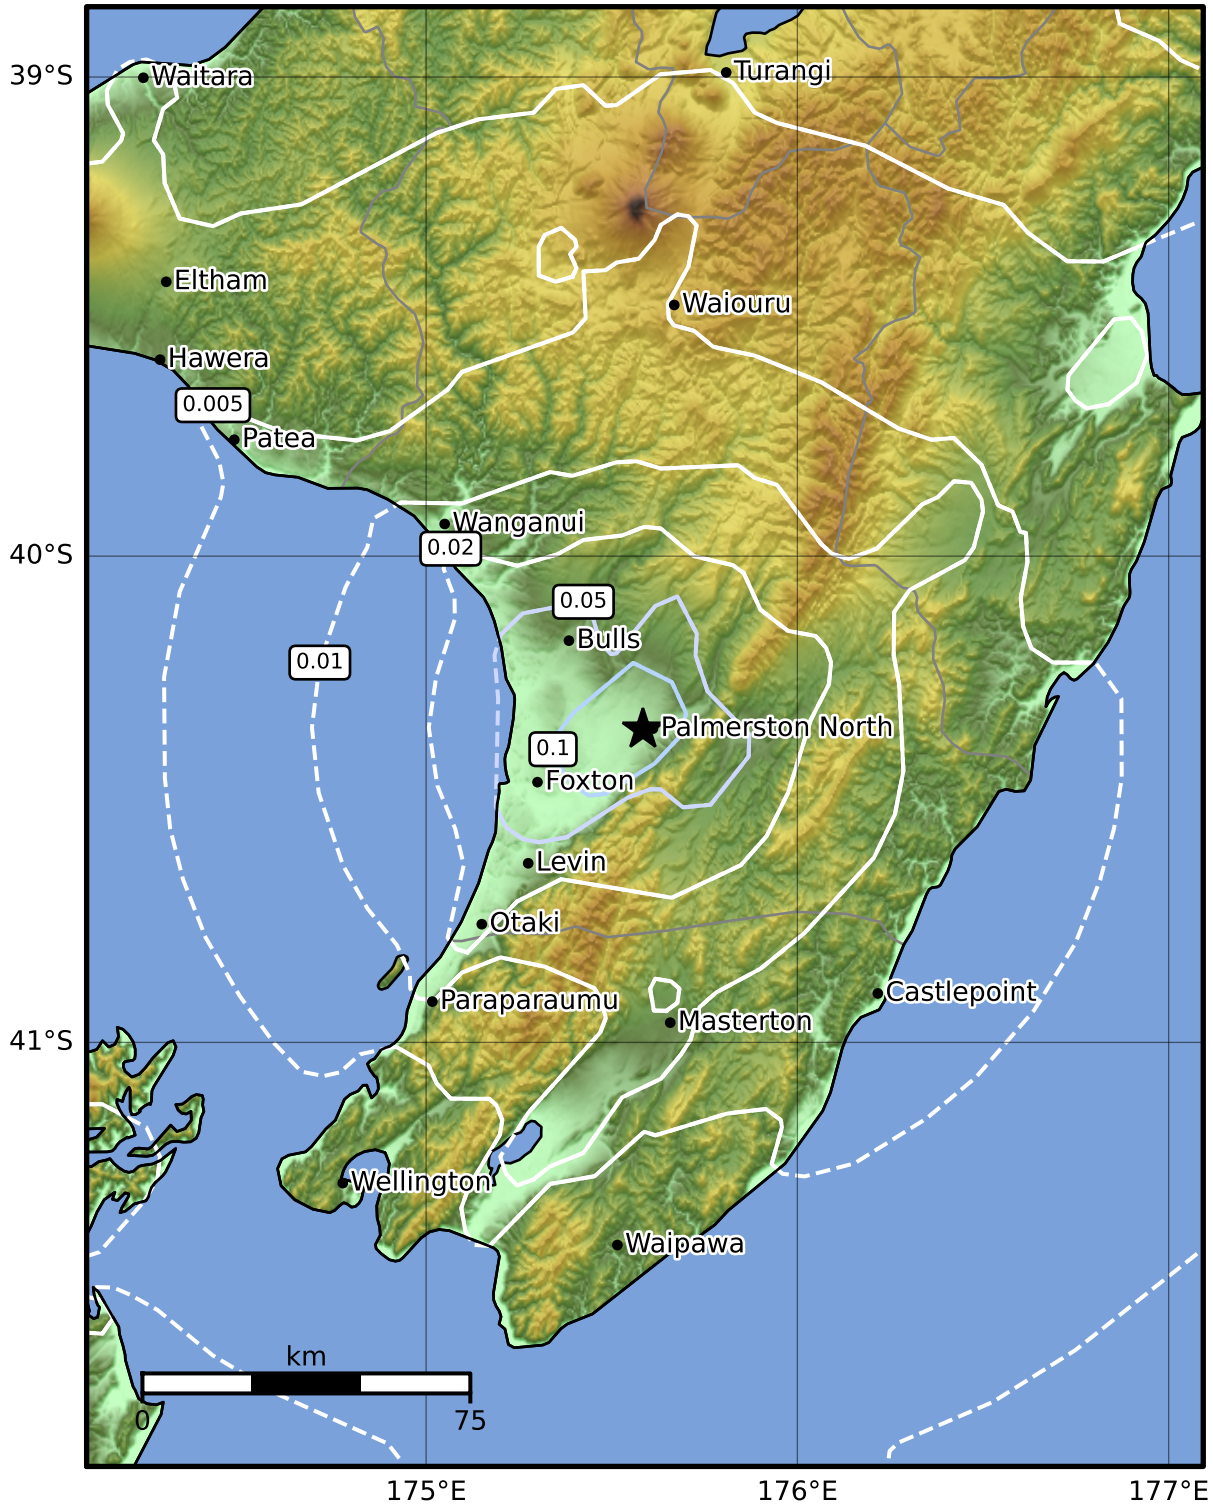 39°S
Waitara
Turangi
Eltham
Waiouru
Hawera
0.005
Patea
Wanganui
0.02
40°S
0.05
Bulls
0.01
Palmerston North
0.1
Foxton
Levin
Otaki
Castlepoint
Paraparaumu
Masterton
41°S
Wellington
Waipawa
km
0 75
175°E 176°E 177°E